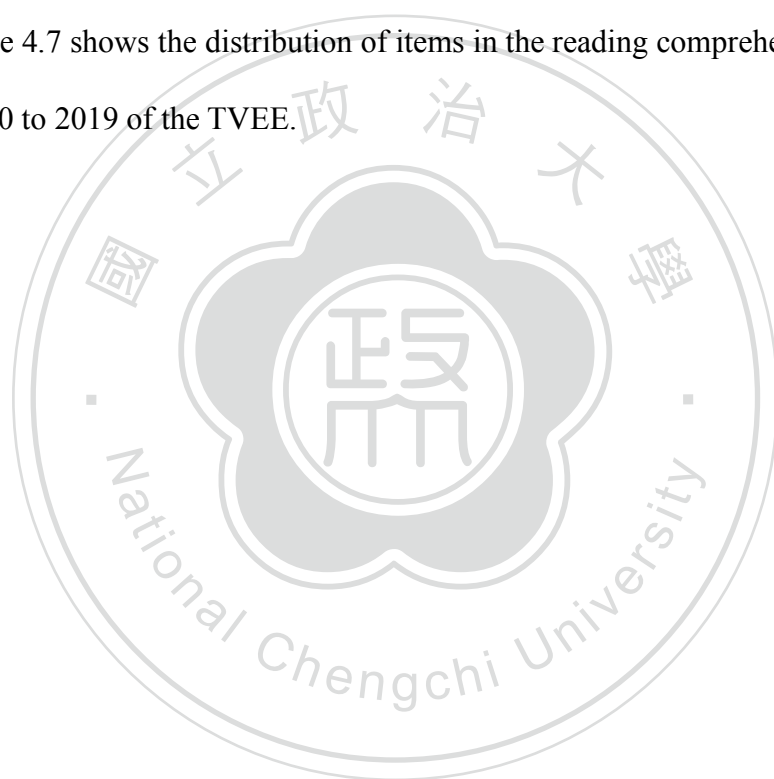 e 4.7 shows the distribution of items in the reading comprehe
0 to 2019 of the TVEE.
國立政治大學
政
National Chengchi University